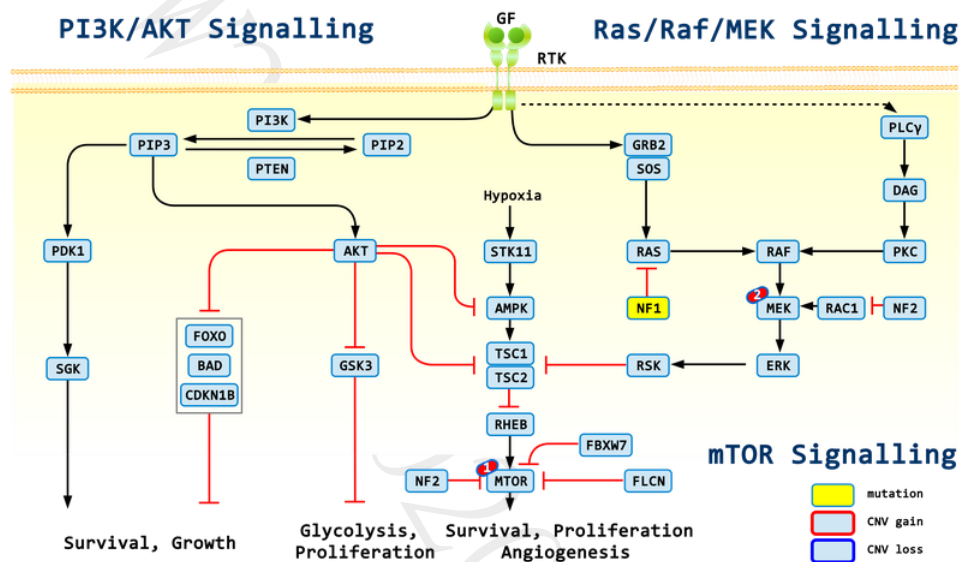 PI3K/AKT Signalling
GF
Ras/Raf/MEK Signalling
RTK
PI3K
PLCγ
PIP3
PIP2
GRB2
PTEN
SOS
DAG
Hypoxia
PDK1
AKT
STK11
RAS
RAF
PKC
2
AMPK
NF1
MEK
RAC1
NF2
FOXO
TSC1
BAD
GSK3
TSC2
RSK
ERK
SGK
CDKN1B
RHEB
FBXW7
mTOR Signalling
1
NF2
MTOR
FLCN
mutation
CNV gain
Survival, Growth
Glycolysis,
Proliferation
Survival, Proliferation
Angiogenesis
CNV loss